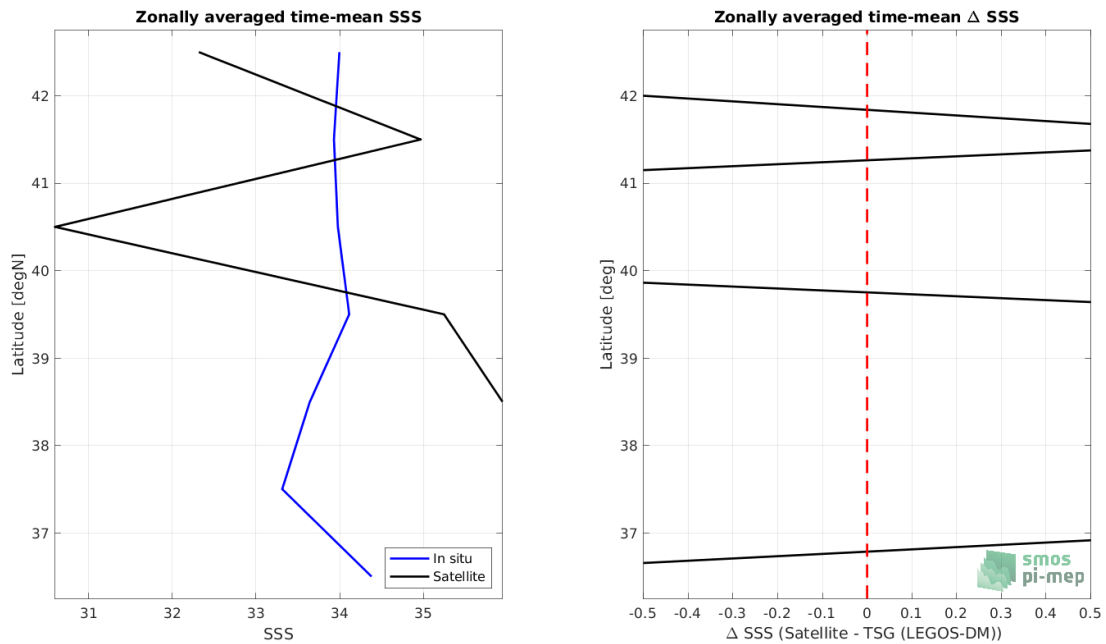 Zonally averaged time-mean SSS
42
41
40
39
38
37
Latitude [degN]
31 32 33 34 35
SSS
In situ
Satellite
Zonally averaged time-mean Δ SSS
42
41
40
39
38
37
Latitude [deg]
-0.5 -0.4 -0.3 -0.2 -0.1 0 0.1 0.2 0.3 0.4 0.5
Δ SSS (Satellite - TSG (LEGOS-DM))
smos
pi-mep